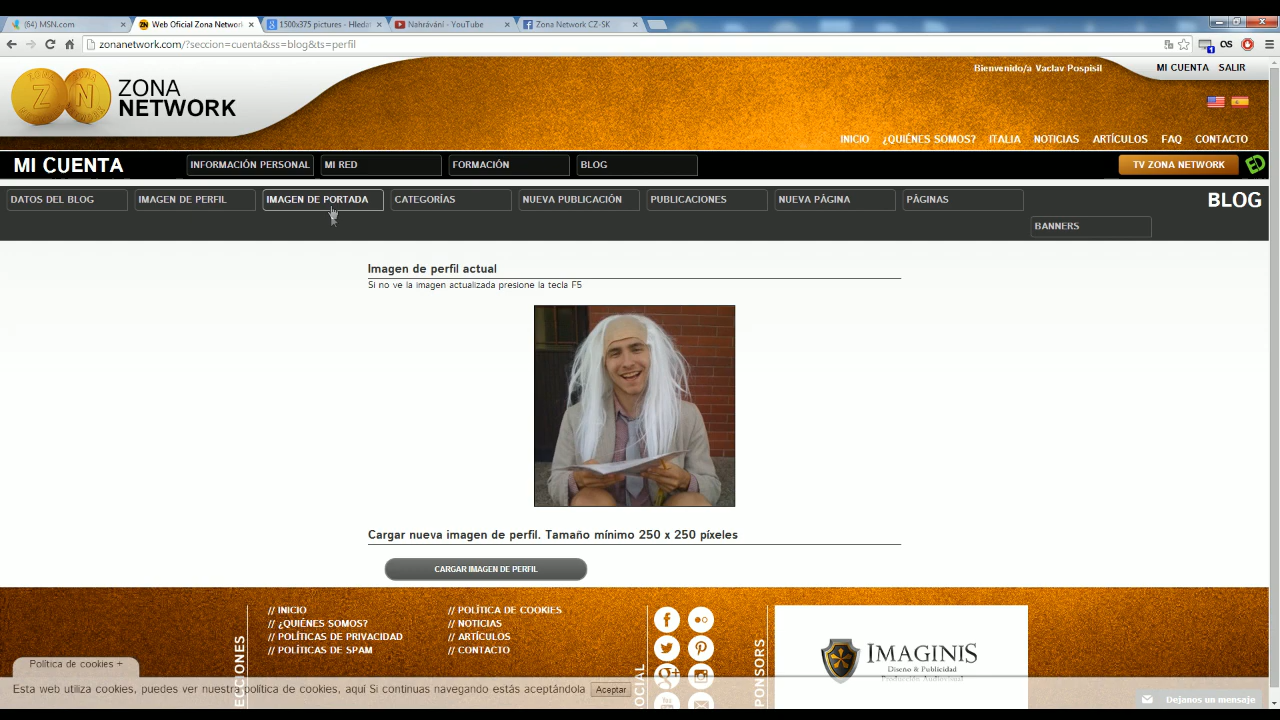 (64) MSN.com
Web Oficial Zona Network
1500x375 pictures - Hledat
Nahrávání - YouTube
Zona Network CZ-SK
zonanetwork.com/?seccion=cuenta&ss=blog&ts=perfil
ZONA
NETWORK
Bienvenido/a Vaclav Pospisil
MI CUENTA SALIR
INICIO ¿QUIÉNES SOMOS? ITALIA NOTICIAS ARTÍCULOS FAQ CONTACTO
MI CUENTA
INFORMACIÓN PERSONAL
MI RED
FORMACIÓN
BLOG
TV ZONA NETWORK
DATOS DEL BLOG
IMAGEN DE PERFIL
IMAGEN DE PORTADA
CATEGORÍAS
NUEVA PUBLICACIÓN
PUBLICACIONES
NUEVA PÁGINA
PÁGINAS
BLOG
BANNERS
Imagen de perfil actual
Si no ve la imagen actualizada presione la tecla F5
Cargar nueva imagen de perfil. Tamaño mínimo 250 x 250 píxeles
CARGAR IMAGEN DE PERFIL
// INICIO
// ¿QUIÉNES SOMOS?
// POLÍTICAS DE PRIVACIDAD
// POLÍTICAS DE SPAM
// POLÍTICA DE COOKIES
// NOTICIAS
// ARTÍCULOS
// CONTACTO
IMAGINIS
Diseño & Publicidad
Producción Audiovisual
Política de cookies +
Esta web utiliza cookies, puedes ver nuestra política de cookies, aquí Si continuas navegando estás aceptándola
Aceptar
Dejanos un mensaje